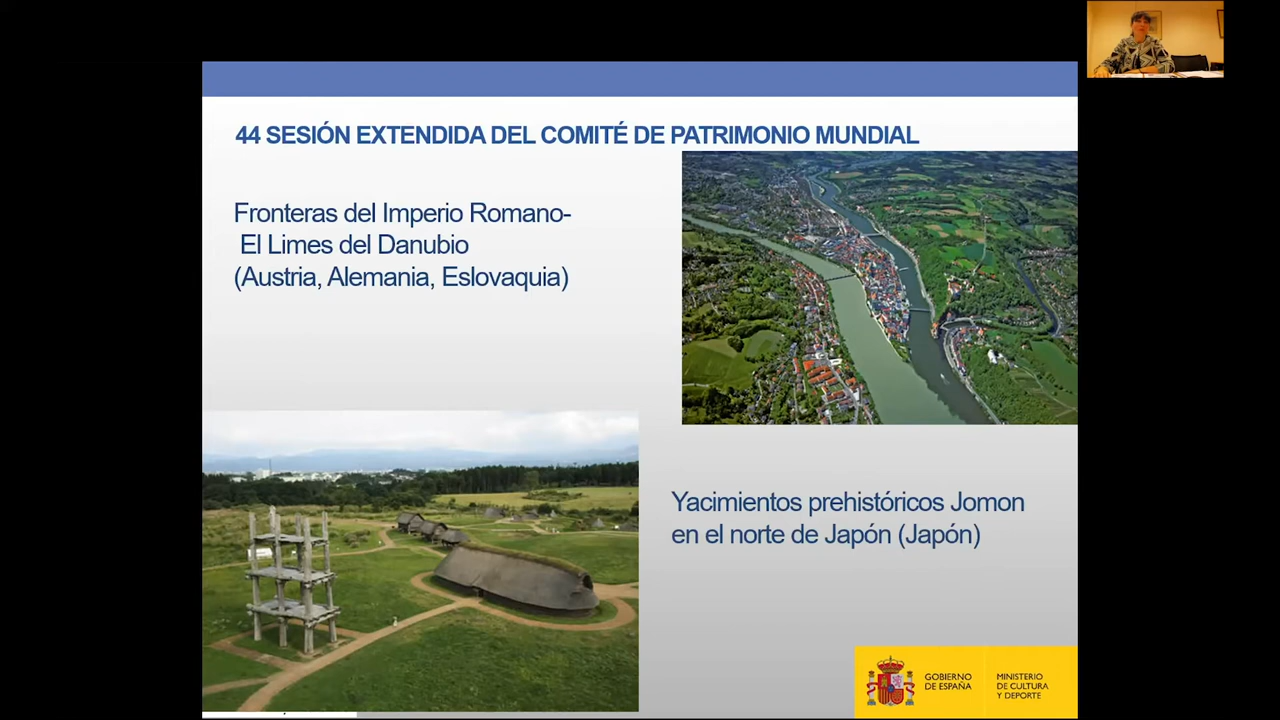 44 SESIÓN EXTENDIDA DEL COMITÉ DE PATRIMONIO MUNDIAL
Fronteras del Imperio Romano-
El Limes del Danubio
(Austria, Alemania, Eslovaquia)
Yacimientos prehistóricos Jomon
en el norte de Japón (Japón)
GOBIERNO
DE ESPAÑA
MINISTERIO
DE CULTURA
Y DEPORTE